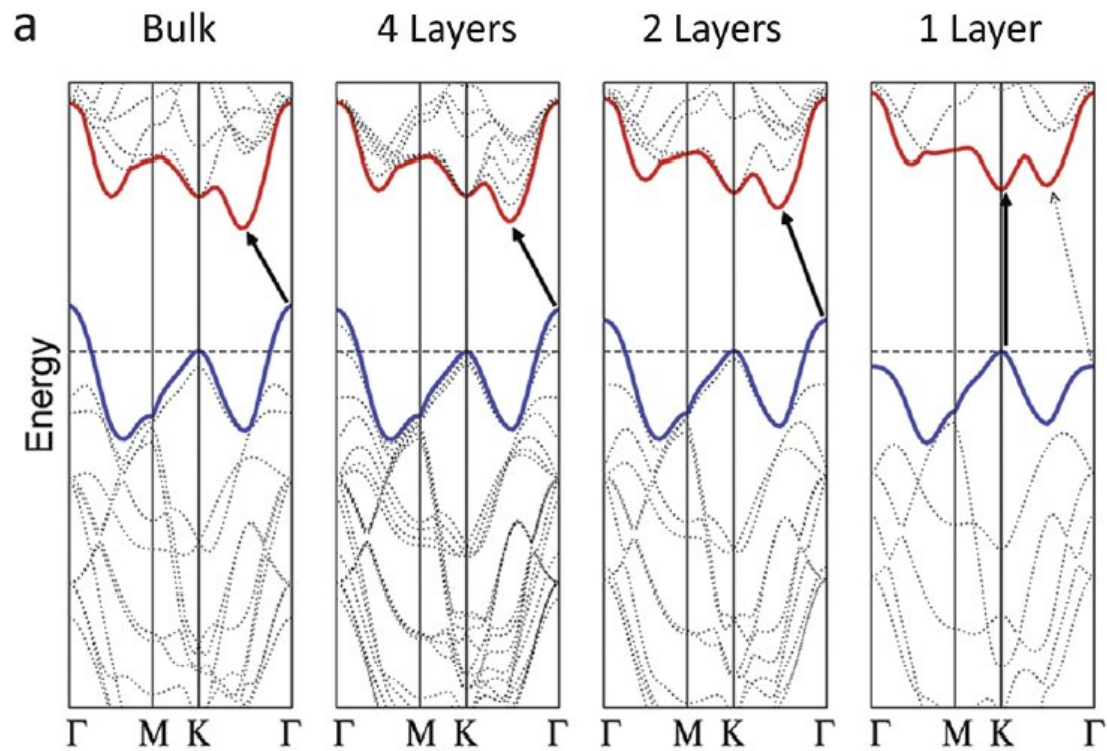 a Bulk 4 Layers 2 Layers 1 Layer
Energy
Γ M K Γ Γ M K Γ Γ M K Γ Γ M K Γ